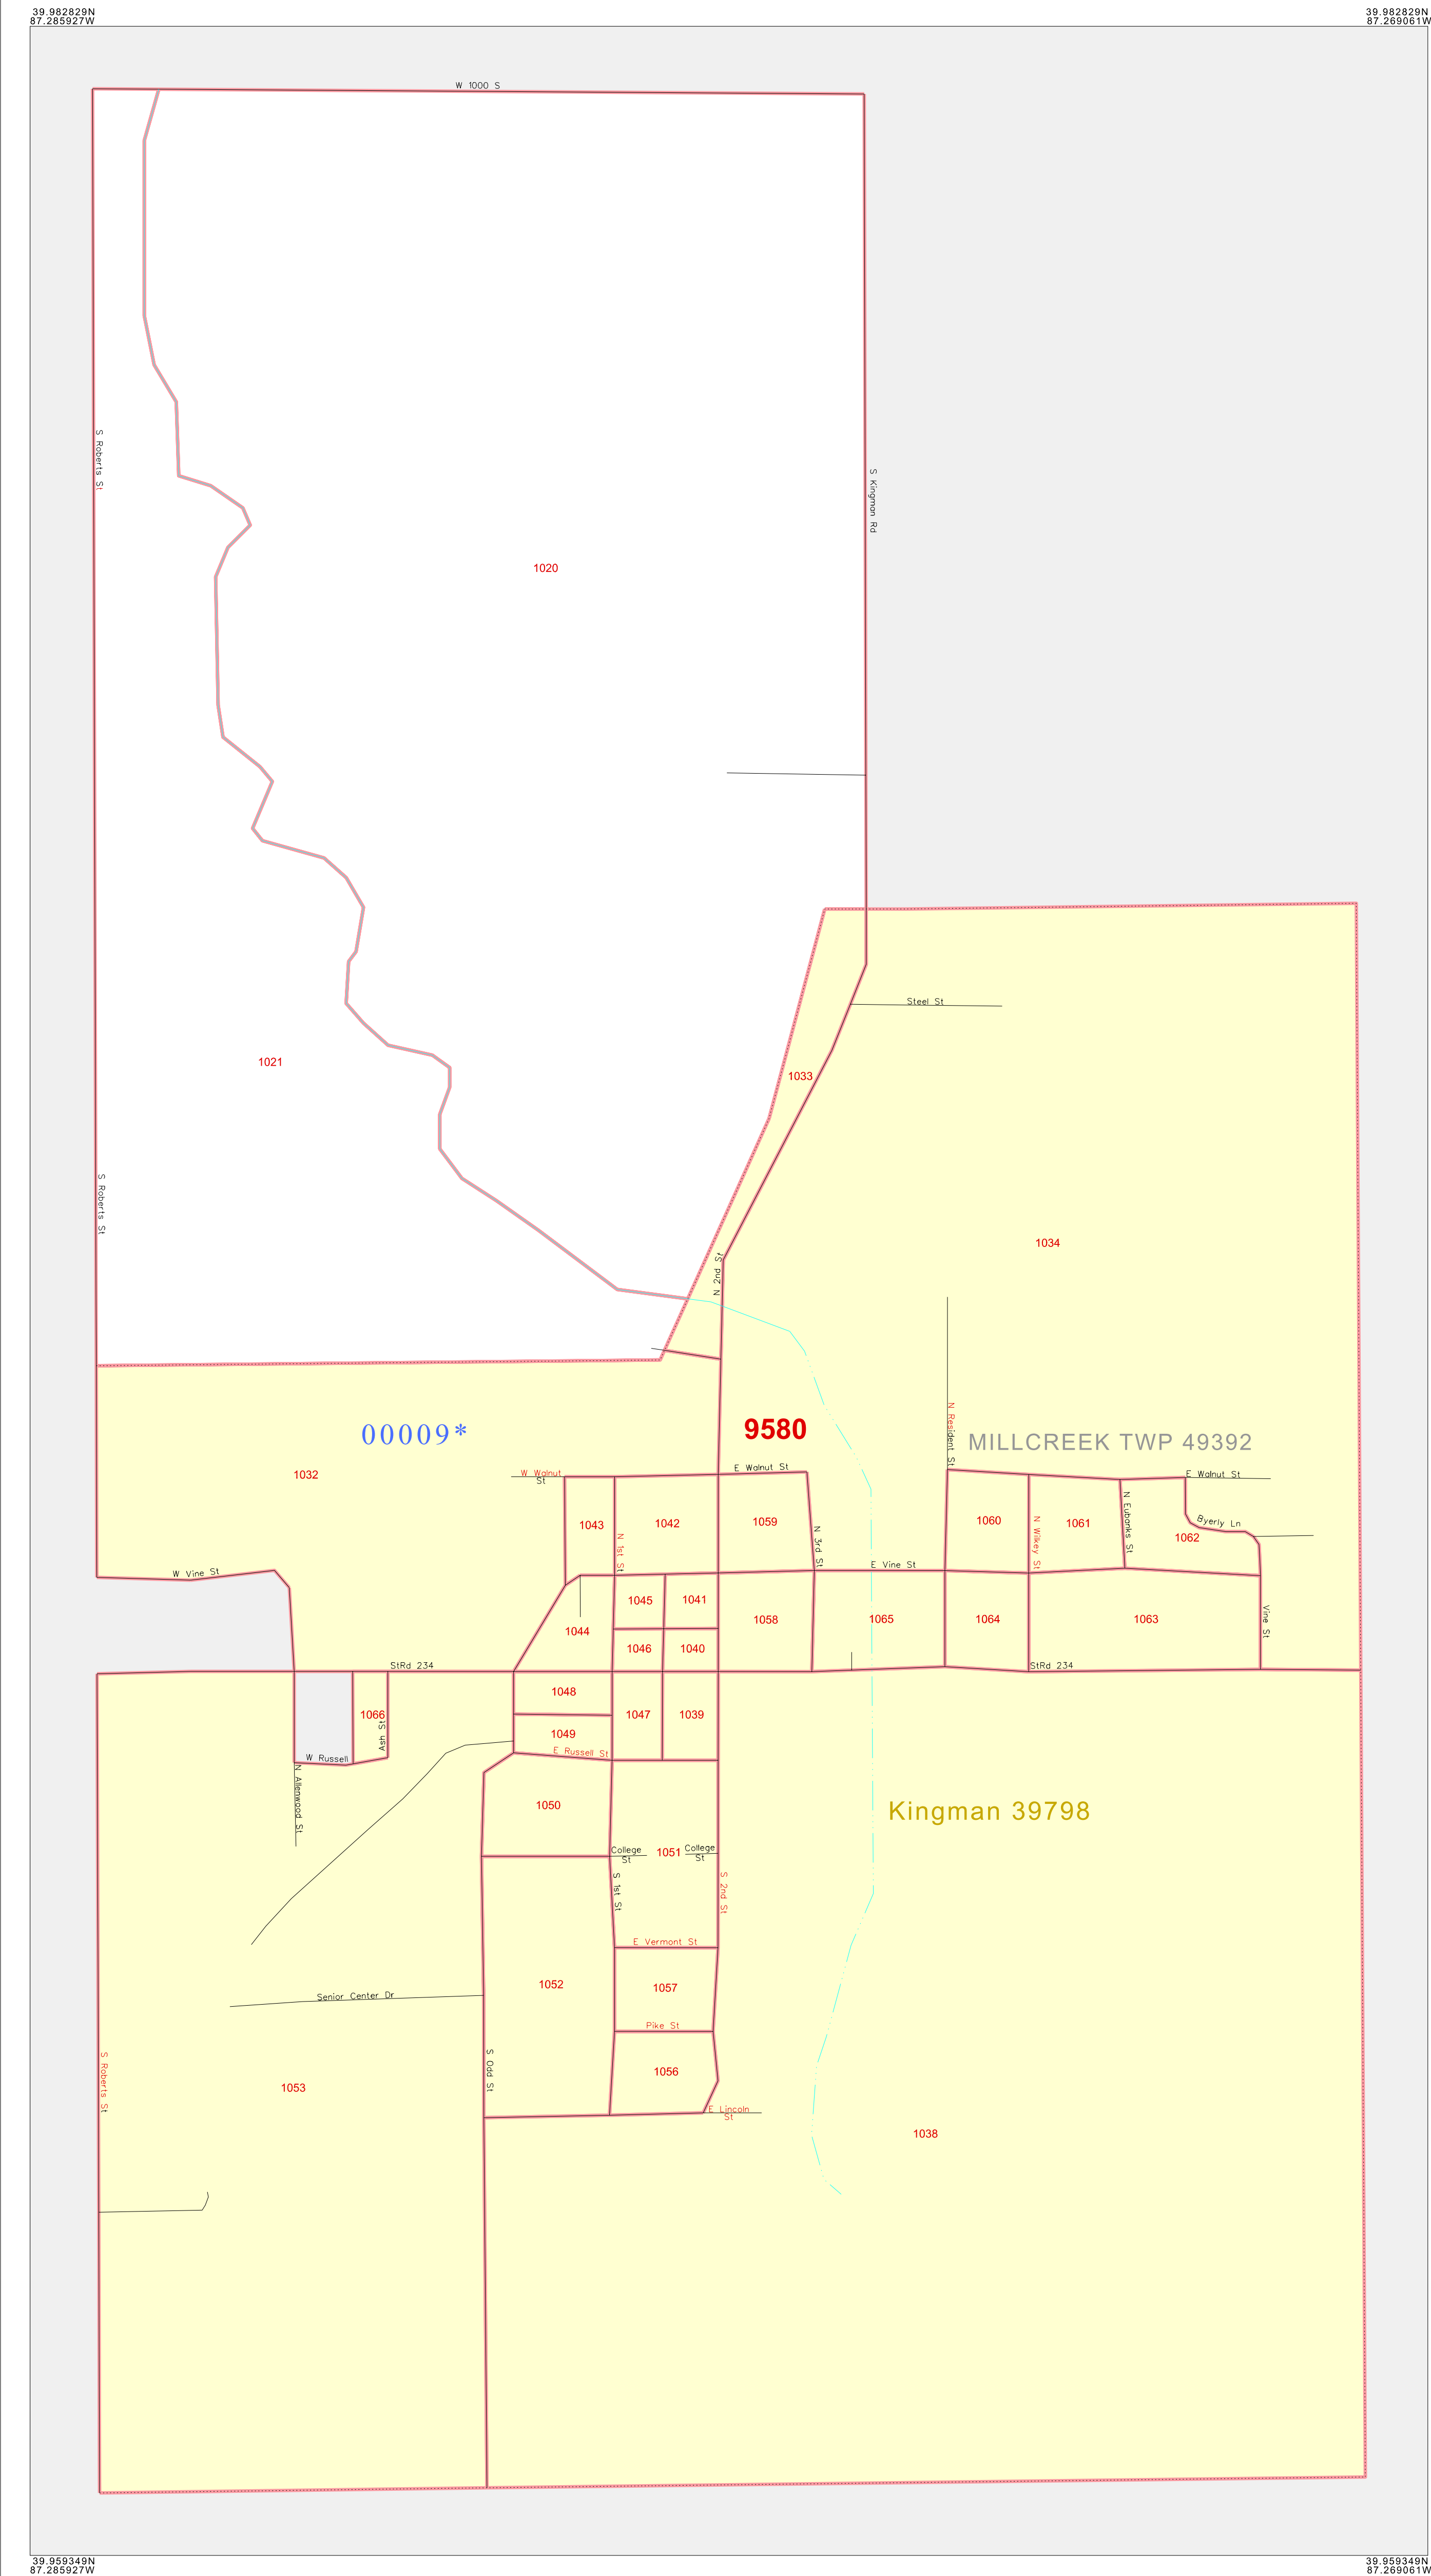 39.982829N
87.285927W
39.982829N
87.269061W
W 1000 S
S Roberts St
S Kingman Rd
1020
Steel St
1021
1033
S Roberts St
1034
N 2nd St
00009*
9580
N Resident St
MILLCREEK TWP 49392
1032
W Walnut
St
E Walnut St
E Walnut St
1043
N 1st St
1042
1059
N 3rd St
1060
N Wilkey St
1061
N Eubanks St
Byerly Ln
1062
W Vine St
E Vine St
1045
1041
1044
1058
1065
1064
1063
Vine St
1046
1040
StRd 234
StRd 234
1048
1066
Ash St
1047
1039
1049
E Russell St
W Russell
N Allenwood St
1050
Kingman 39798
College
St
1051
College
St
S 1st St
S 2nd St
E Vermont St
1052
1057
Senior Center Dr
Pike St
S Roberts St
S Odd St
1056
1053
E Lincoln
St
1038
39.959349N
87.285927W
39.959349N
87.269061W